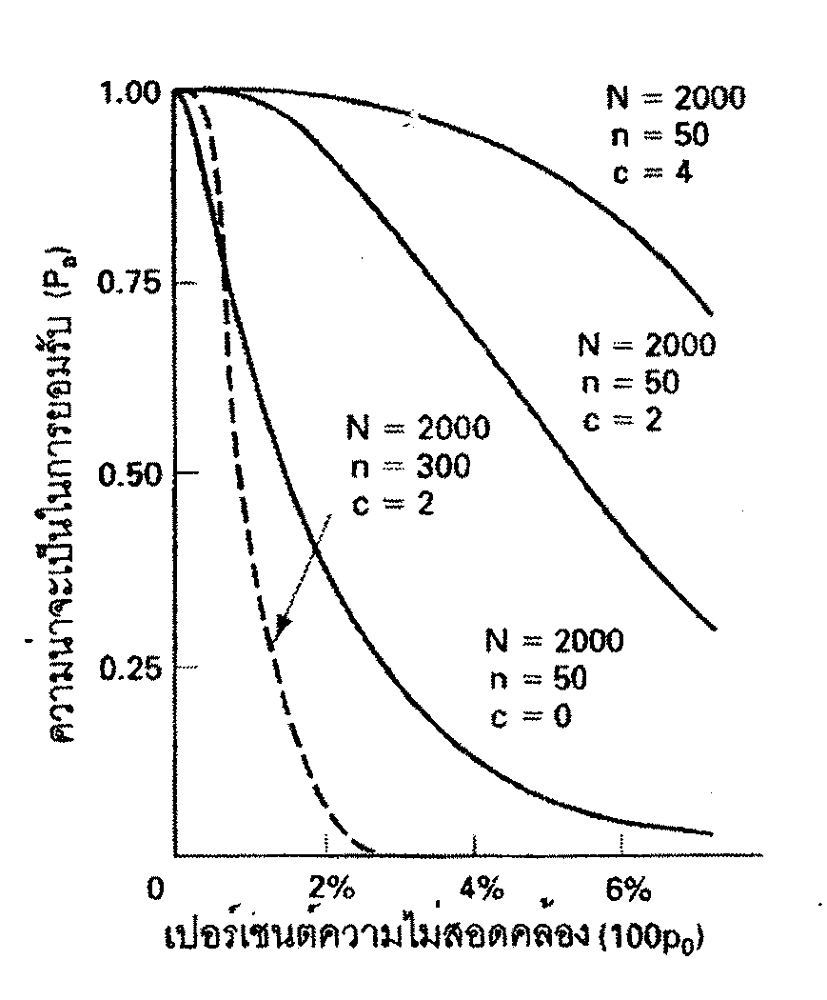 1.00
N = 2000
n = 50
c = 4
ความน่าจะเป็นในการยอมรับ (Pa)
0.75
N = 2000
n = 50
c = 2
N = 2000
n = 300
c = 2
0.50
N = 2000
n = 50
c = 0
0.25
0
2%
4%
6%
เปอร์เซนต์ความไม่สอดคล้อง (100p0)